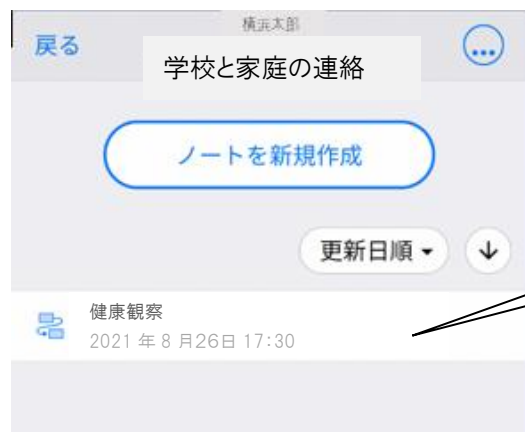 横浜太郎
戻る
学校と家庭の連絡
ノートを新規作成
更新日順
健康観察
2021 年 8 月26日 17:30